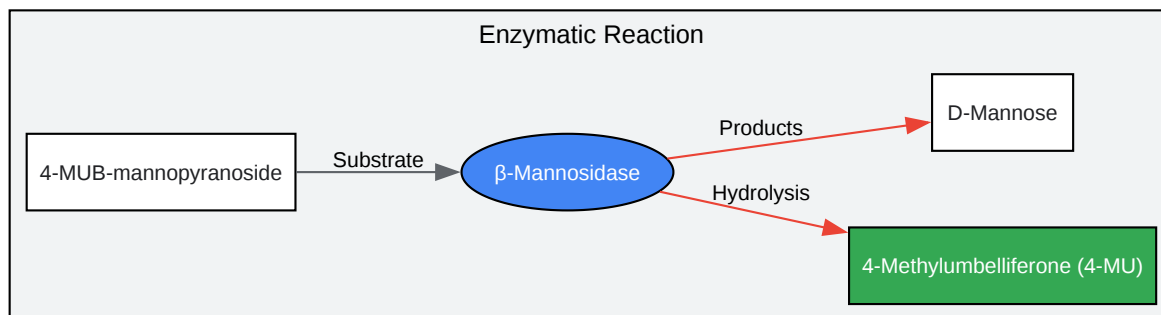 Enzymatic Reaction
4-MUB-mannopyranoside
Substrate
β-Mannosidase
Products
D-Mannose
Hydrolysis
4-Methylumbelliferone (4-MU)